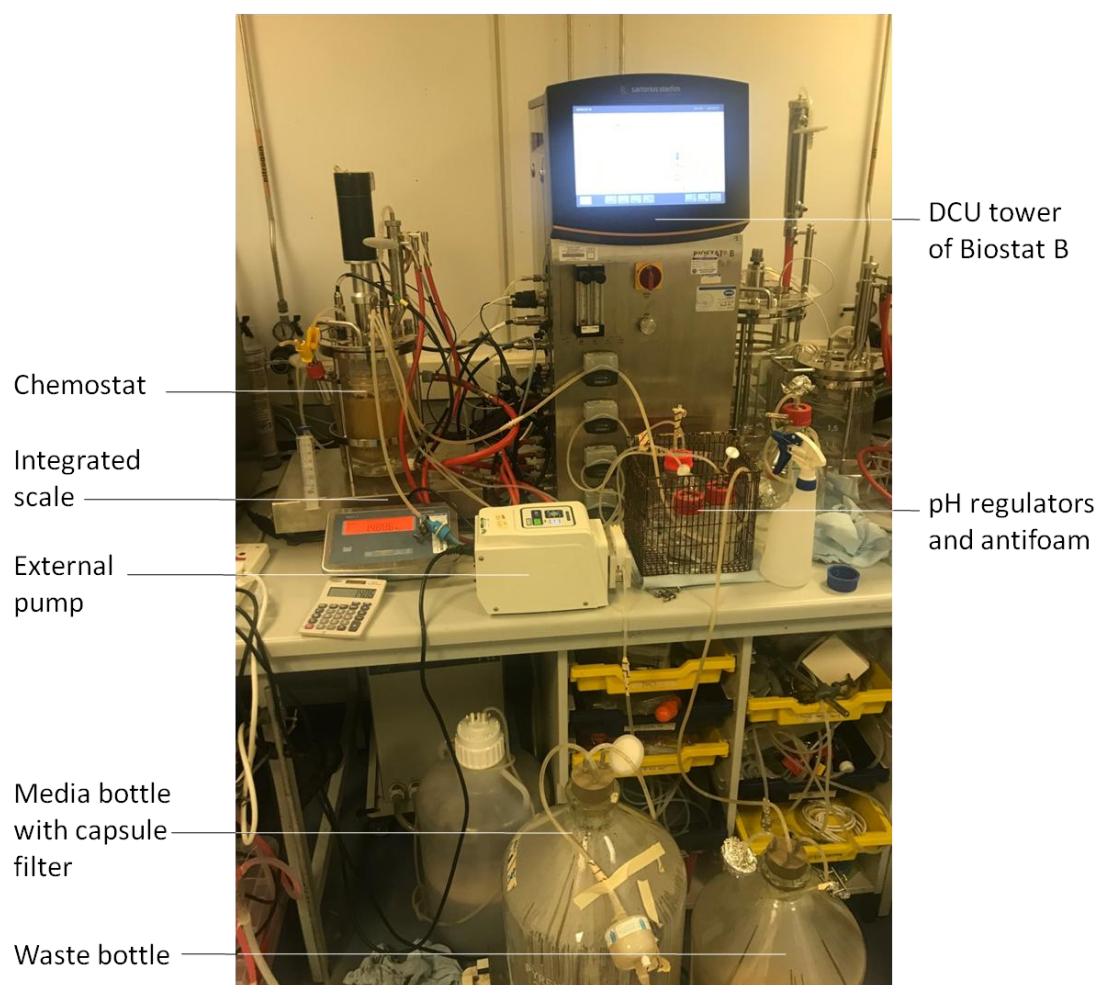 sartorius stedim
DCU tower
of Biostat B
BIOSTAT® B
Chemostat
Integrated
scale
pH regulators
and antifoam
External
pump
Media bottle
with capsule
filter
Waste bottle
PYREX